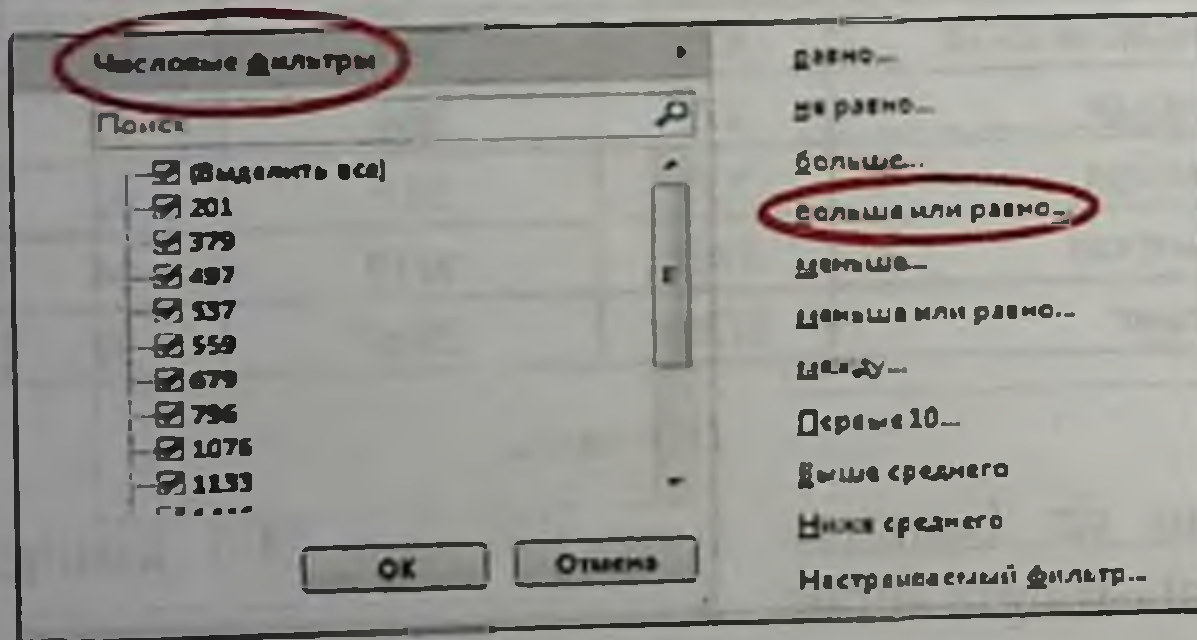 Числовые фильтры
Поиск
(Выделить все)
201
379
497
537
559
679
796
1076
1133
ОК
Отмена
равно...
не равно...
больше...
больше или равно...
меньше...
меньше или равно...
между...
Первые 10...
Выше среднего
Ниже среднего
Настраиваемый фильтр...